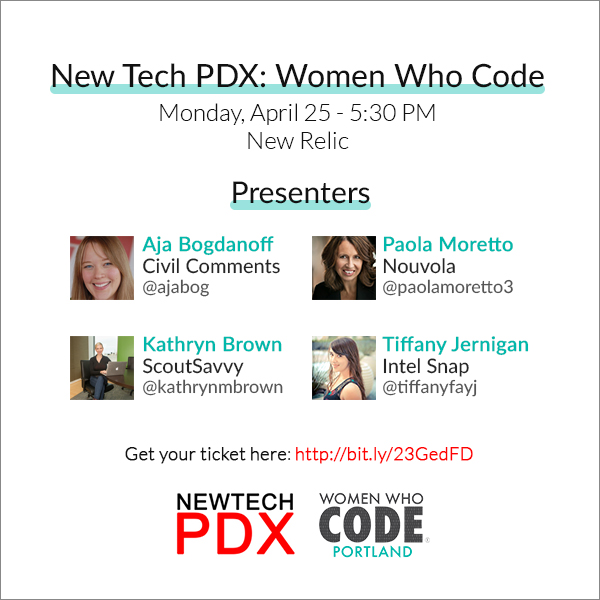 New Tech PDX: Women Who Code
Monday, April 25 - 5:30 PM
New Relic
Presenters
Aja Bogdanoff
Civil Comments
@ajabog
Paola Moretto
Nouvola
@paolamoretto3
Kathryn Brown
ScoutSavvy
@kathrynmbrown
Tiffany Jernigan
Intel Snap
@tiffanyfayj
Get your ticket here: http://bit.ly/23GedFD
NEWTECH
PDX
WOMEN WHO
CODE
PORTLAND